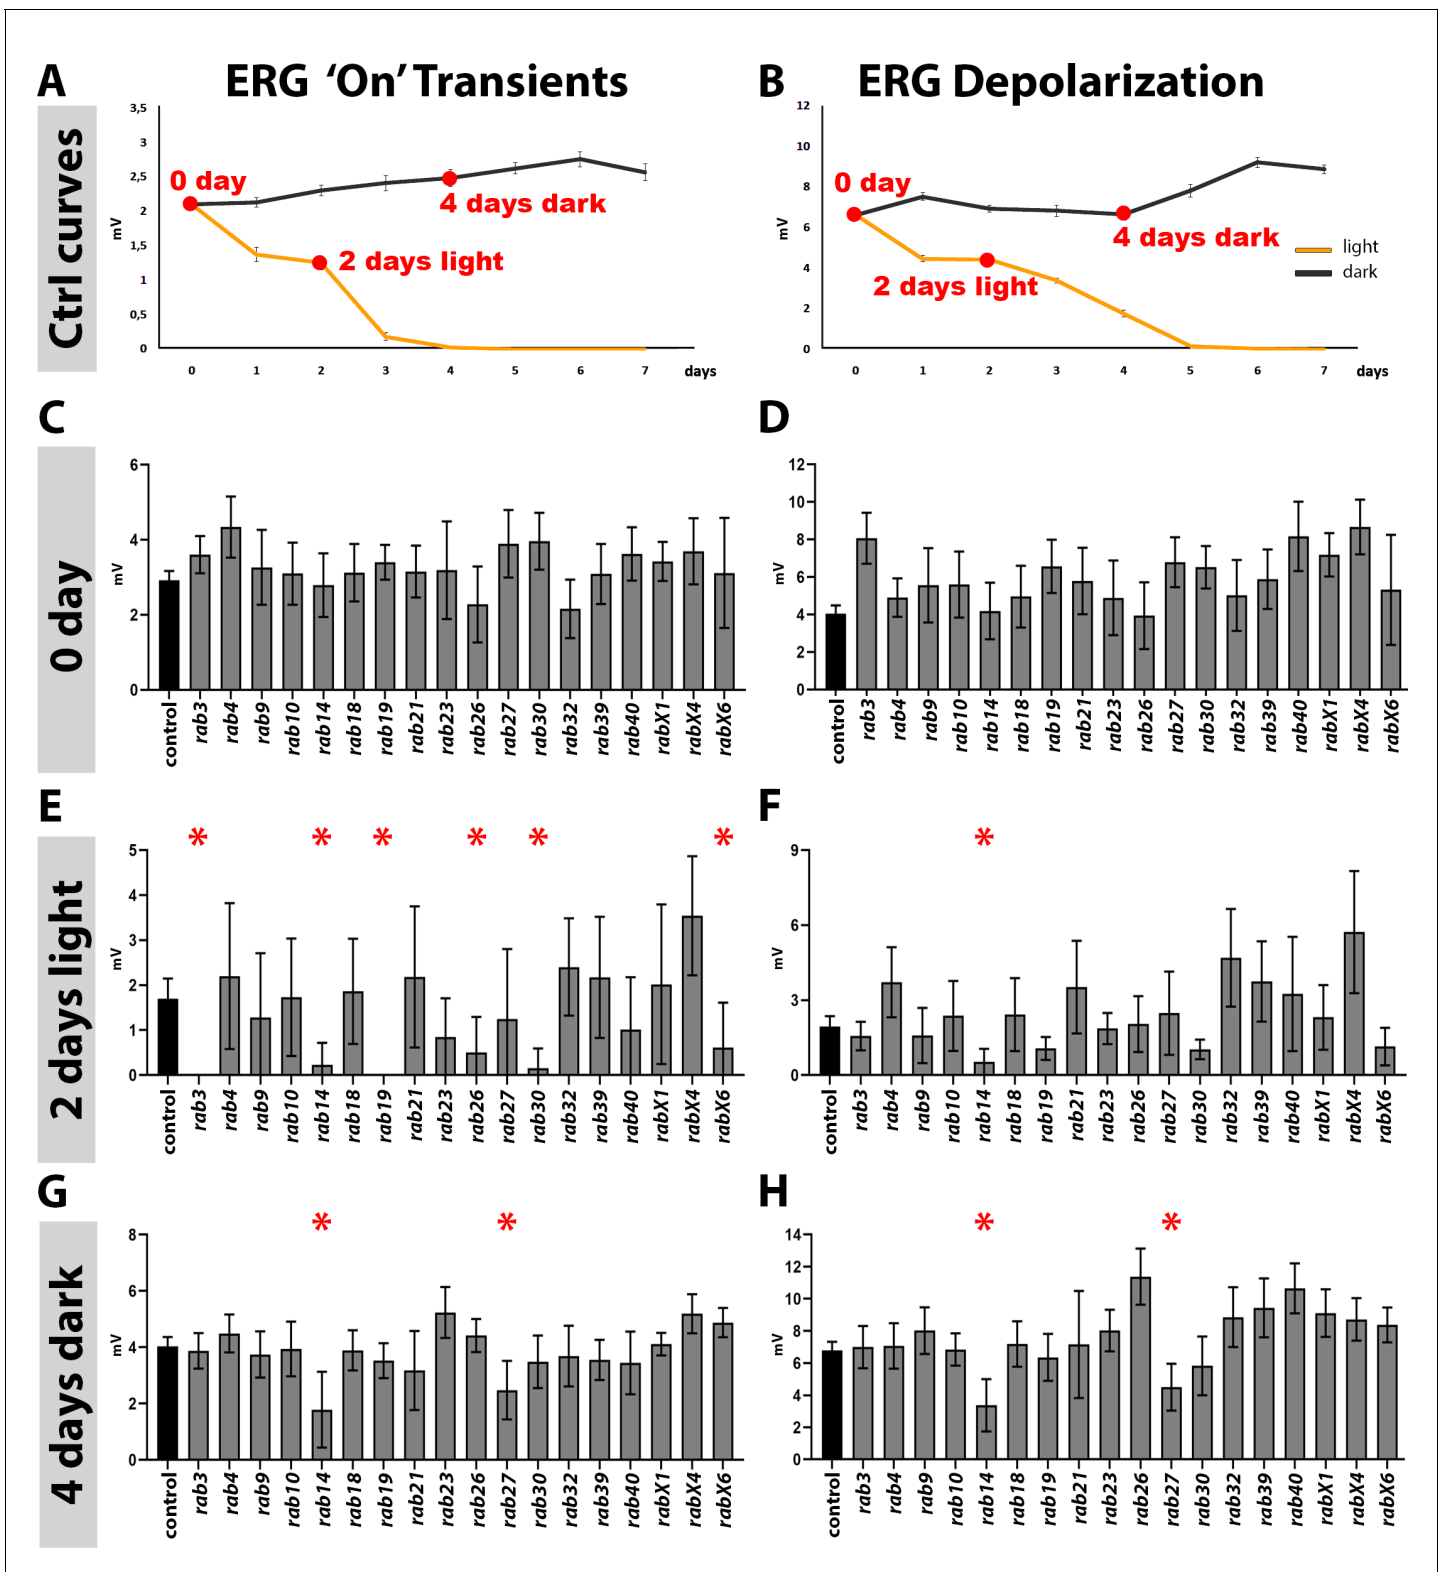 A ERG 'On' Transients
B ERG Depolarization
Ctrl curves
3,5
3
2,5
2
1,5
1
0,5
0
mV
0 day
4 days dark
2 days light
0 1 2 3 4 5 6 7 days
12
10
8
6
4
2
0
mV
0 day
4 days dark
2 days light
light
dark
0 1 2 3 4 5 6 7 days
0 day
C
6
4
2
0
mV
control rab3 rab4 rab9 rab10 rab14 rab18 rab19 rab21 rab23 rab26 rab27 rab30 rab32 rab39 rab40 rabX1 rabX4 rabX6
D
12
10
8
6
4
2
0
mV
control rab3 rab4 rab9 rab10 rab14 rab18 rab19 rab21 rab23 rab26 rab27 rab30 rab32 rab39 rab40 rabX1 rabX4 rabX6
2 days light
E
* * * * * *
5
4
3
2
1
0
mV
control rab3 rab4 rab9 rab10 rab14 rab18 rab19 rab21 rab23 rab26 rab27 rab30 rab32 rab39 rab40 rabX1 rabX4 rabX6
F
*
9
6
3
0
mV
control rab3 rab4 rab9 rab10 rab14 rab18 rab19 rab21 rab23 rab26 rab27 rab30 rab32 rab39 rab40 rabX1 rabX4 rabX6
4 days dark
G
* *
8
6
4
2
0
mV
control rab3 rab4 rab9 rab10 rab14 rab18 rab19 rab21 rab23 rab26 rab27 rab30 rab32 rab39 rab40 rabX1 rabX4 rabX6
H
* *
14
12
10
8
6
4
2
0
mV
control rab3 rab4 rab9 rab10 rab14 rab18 rab19 rab21 rab23 rab26 rab27 rab30 rab32 rab39 rab40 rabX1 rabX4 rabX6